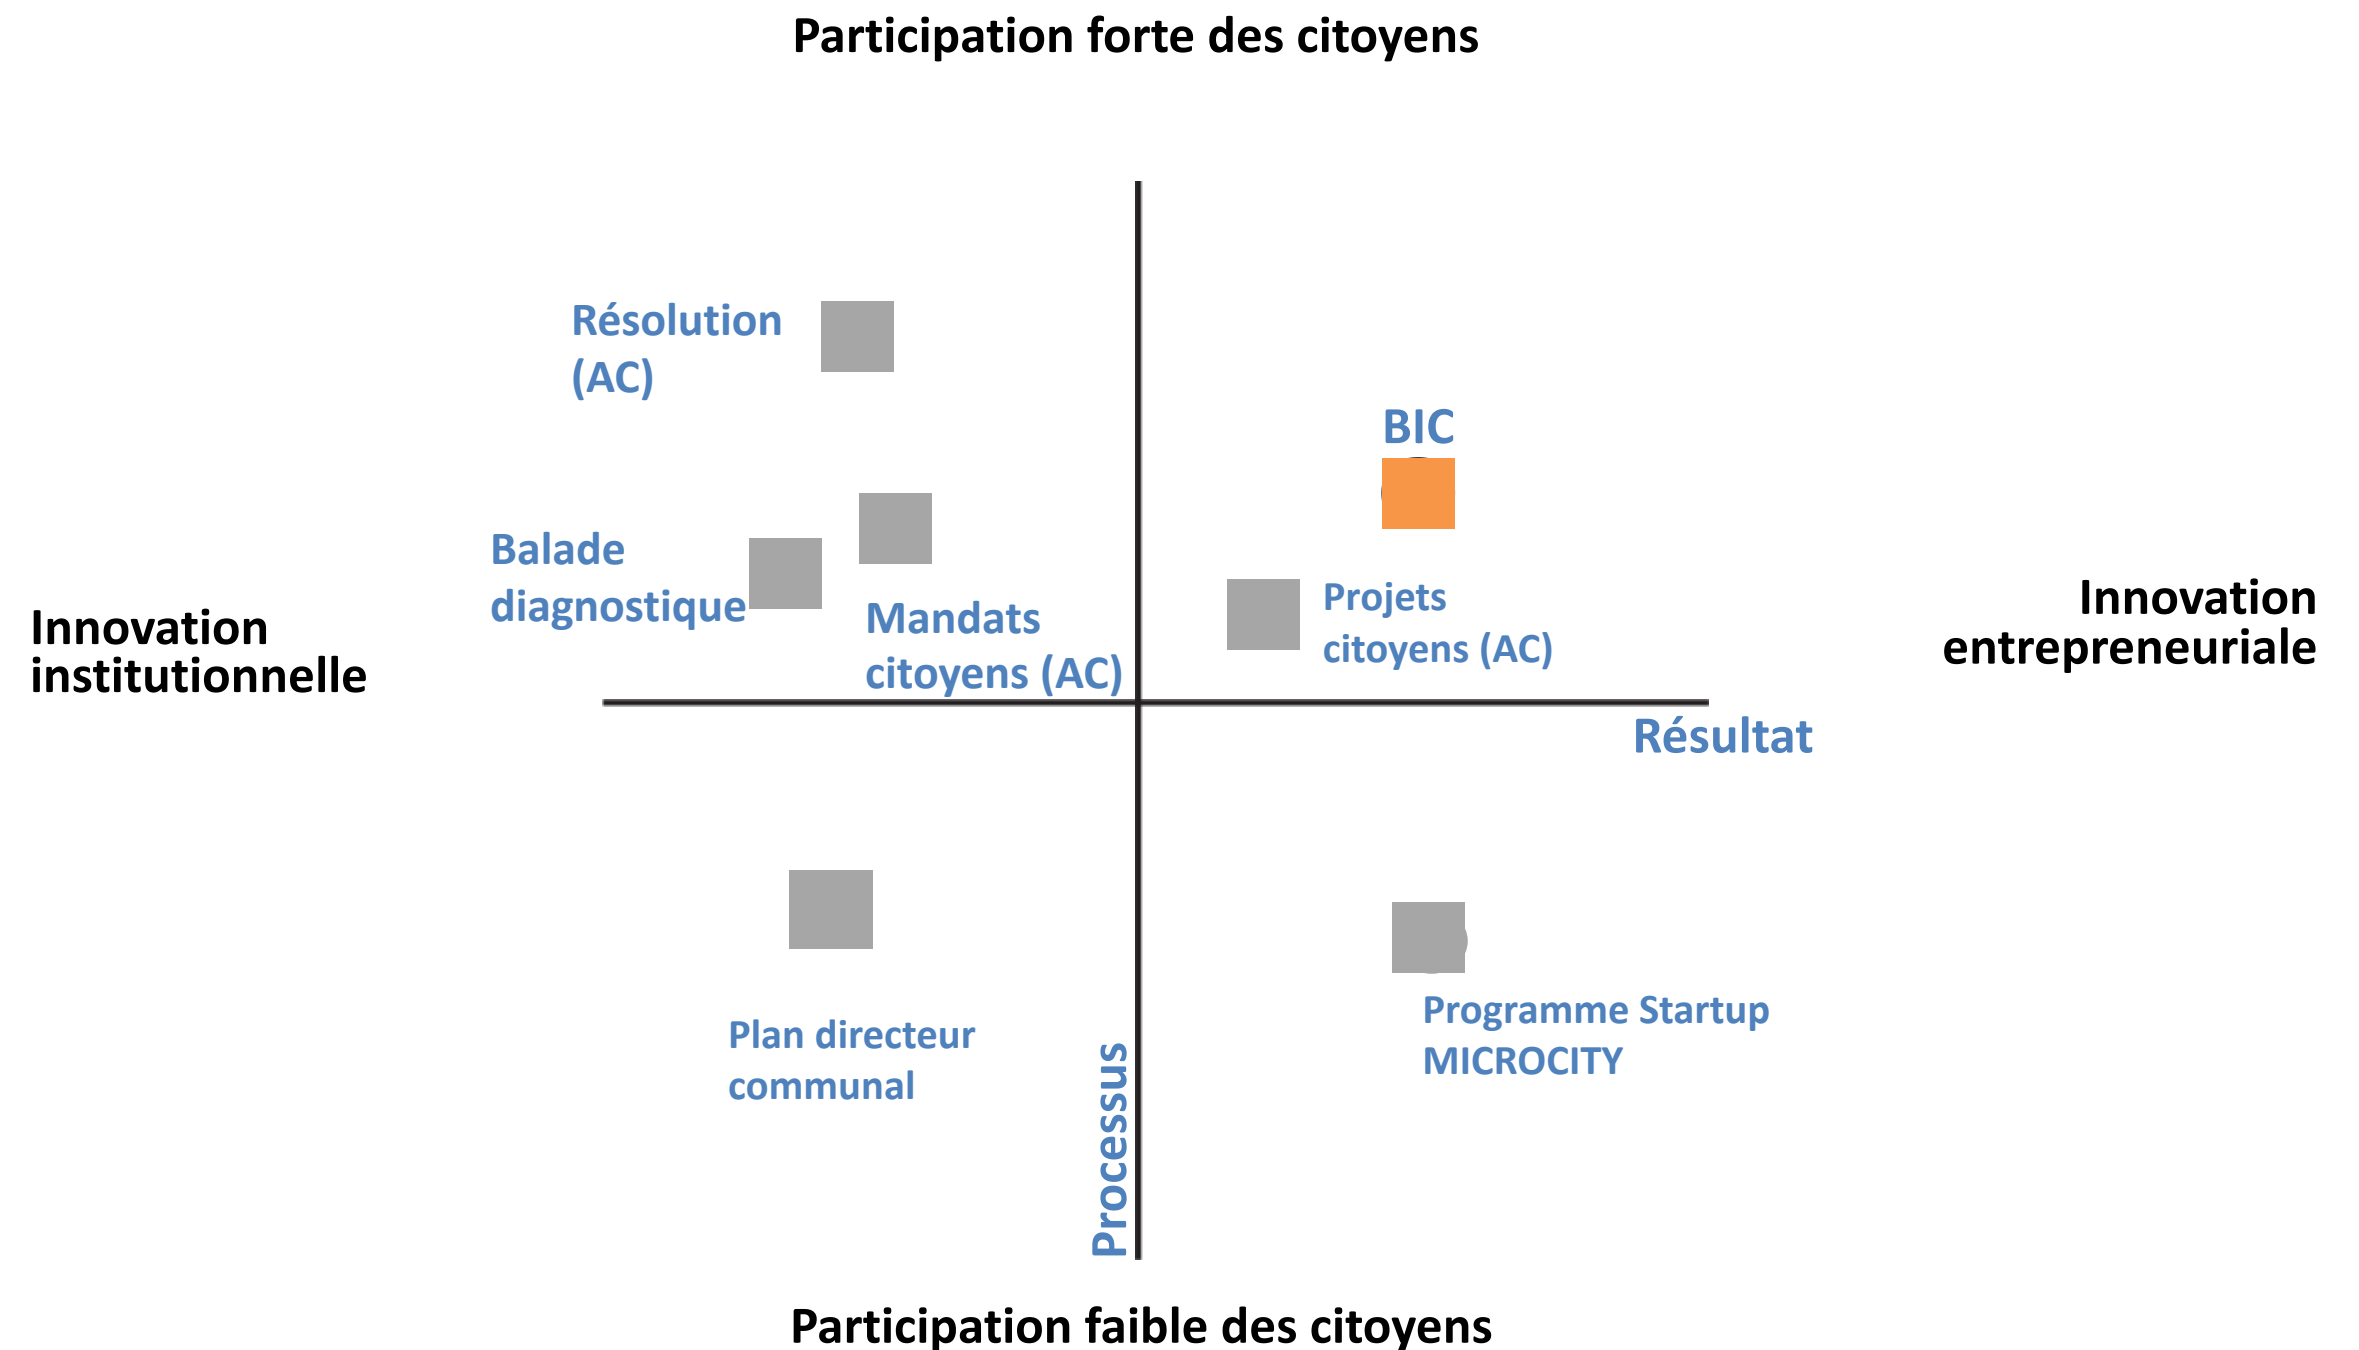 Participation forte des citoyens
Résolution
(AC)
BIC
Balade
diagnostique
Mandats
citoyens (AC)
Projets
citoyens (AC)
Innovation
institutionnelle
Innovation
entrepreneuriale
Résultat
Plan directeur
communal
Programme Startup
MICROCITY
Processus
Participation faible des citoyens